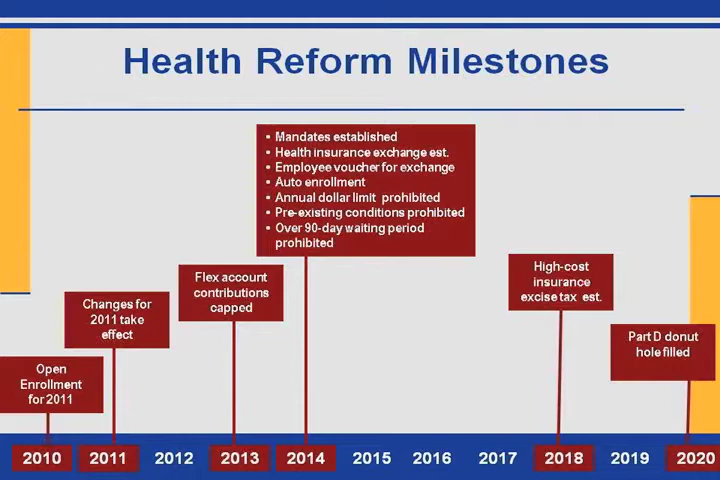 Health Reform Milestones
• Mandates established
• Health insurance exchange est.
• Employee voucher for exchange
• Auto enrollment
• Annual dollar limit prohibited
• Pre-existing conditions prohibited
• Over 90-day waiting period
prohibited
High-cost
insurance
excise tax est.
Flex account
contributions
capped
Changes for
2011 take
effect
Part D donut
hole filled
Open
Enrollment
for 2011
2010 2011 2012 2013 2014 2015 2016 2017 2018 2019 2020